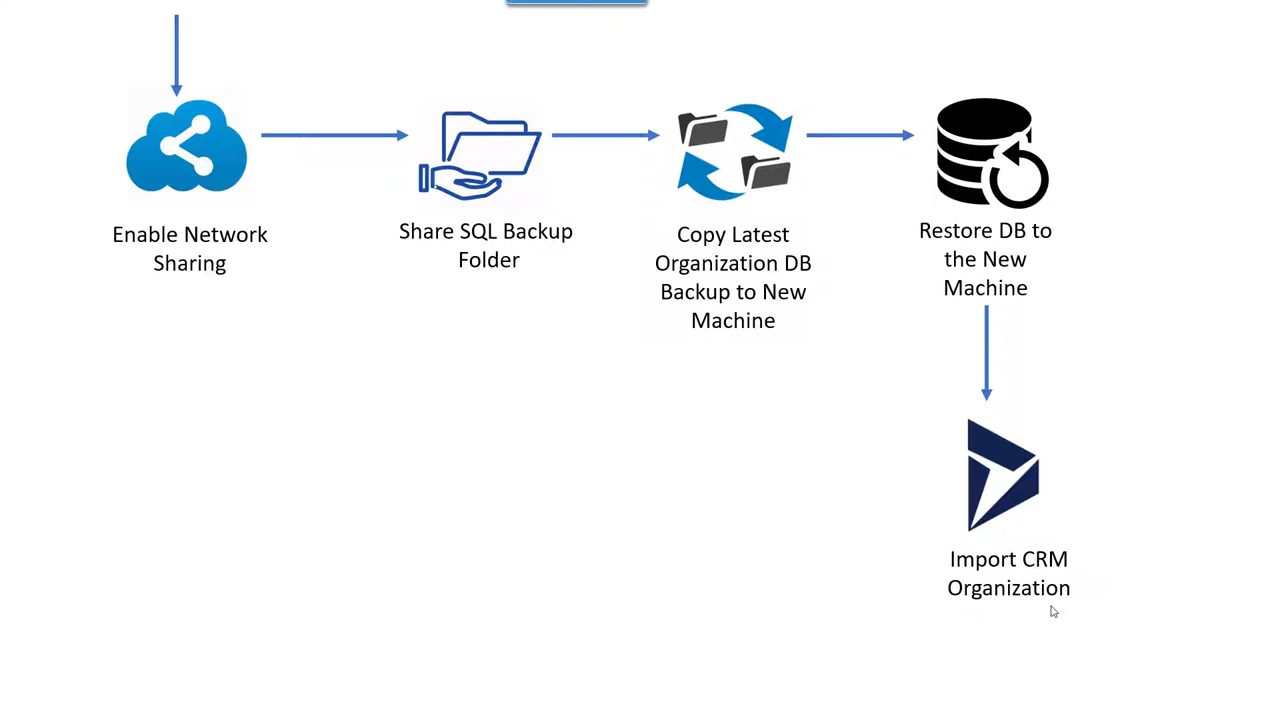 Enable Network
Sharing
Share SQL Backup
Folder
Copy Latest
Organization DB
Backup to New
Machine
Restore DB to
the New
Machine
Import CRM
Organization